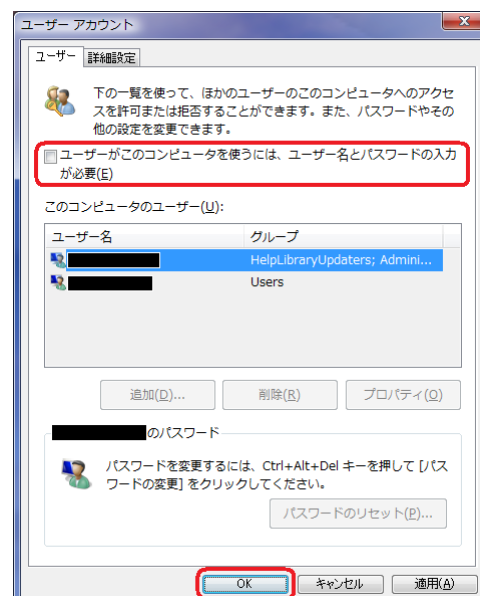 ユーザー アカウント
ユーザー 詳細設定
下の一覧を使って、ほかのユーザーのこのコンピュータへのアクセ
スを許可または拒否することができます。また、パスワードやその
他の設定を変更できます。
ユーザーがこのコンピュータを使うには、ユーザー名とパスワードの入力
が必要(E)
このコンピュータのユーザー(U):
ユーザー名 グループ
HelpLibraryUpdaters; Admini...
Users
追加(D)... 削除(R) プロパティ(O)
のパスワード
パスワードを変更するには、Ctrl+Alt+Del キーを押して [パス
ワードの変更] をクリックしてください。
パスワードのリセット(P)...
OK キャンセル 適用(A)